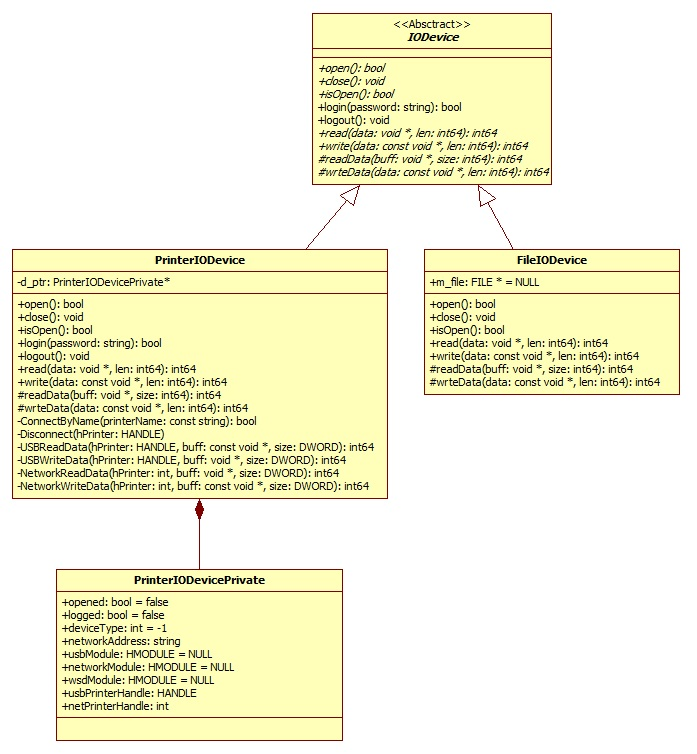 <<Absctract>>
IODevice
+open(): bool
+close(): void
+isOpen(): bool
+login(password: string): bool
+logout(): void
+read(data: void *, len: int64): int64
+write(data: const void *, len: int64): int64
#readData(buff: void *, size: int64): int64
#wrteData(data: const void *, len: int64): int64
PrinterIODevice
-d_ptr: PrinterIODevicePrivate*
+open(): bool
+close(): void
+isOpen(): bool
+login(password: string): bool
+logout(): void
+read(data: void *, len: int64): int64
+write(data: const void *, len: int64): int64
#readData(buff: void *, size: int64): int64
#wrteData(data: const void *, len: int64): int64
-ConnectByName(printerName: const string): bool
-Disconnect(hPrinter: HANDLE)
-USBReadData(hPrinter: HANDLE, buff: const void *, size: DWORD): int64
-USBWriteData(hPrinter: HANDLE, buff: void *, size: DWORD): int64
-NetworkReadData(hPrinter: int, buff: void *, size: DWORD): int64
-NetworkWriteData(hPrinter: int, buff: const void *, size: DWORD): int64
FileIODevice
+m_file: FILE * = NULL
+open(): bool
+close(): void
+isOpen(): bool
+read(data: void *, len: int64): int64
+write(data: const void *, len: int64): int64
#readData(buff: void *, size: int64): int64
#wrteData(data: const void *, len: int64): int64
PrinterIODevicePrivate
+opened: bool = false
+logged: bool = false
+deviceType: int = -1
+networkAddress: string
+usbModule: HMODULE = NULL
+networkModule: HMODULE = NULL
+wsdModule: HMODULE = NULL
+usbPrinterHandle: HANDLE
+netPrinterHandle: int